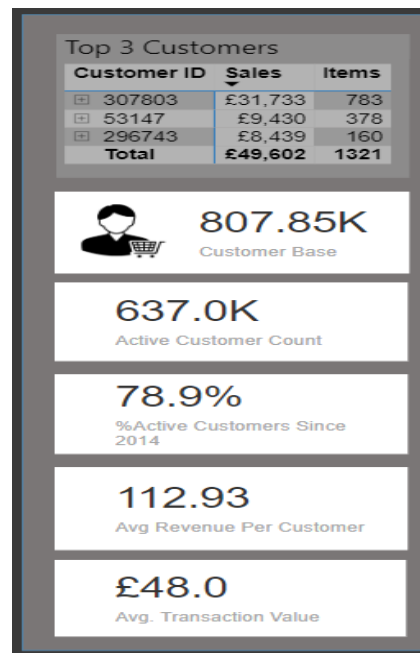 Top 3 Customers
Customer ID Sales Items
307803 £31,733 783
53147 £9,430 378
296743 £8,439 160
Total £49,602 1321
807.85K
Customer Base
637.0K
Active Customer Count
78.9%
%Active Customers Since
2014
112.93
Avg Revenue Per Customer
£48.0
Avg. Transaction Value